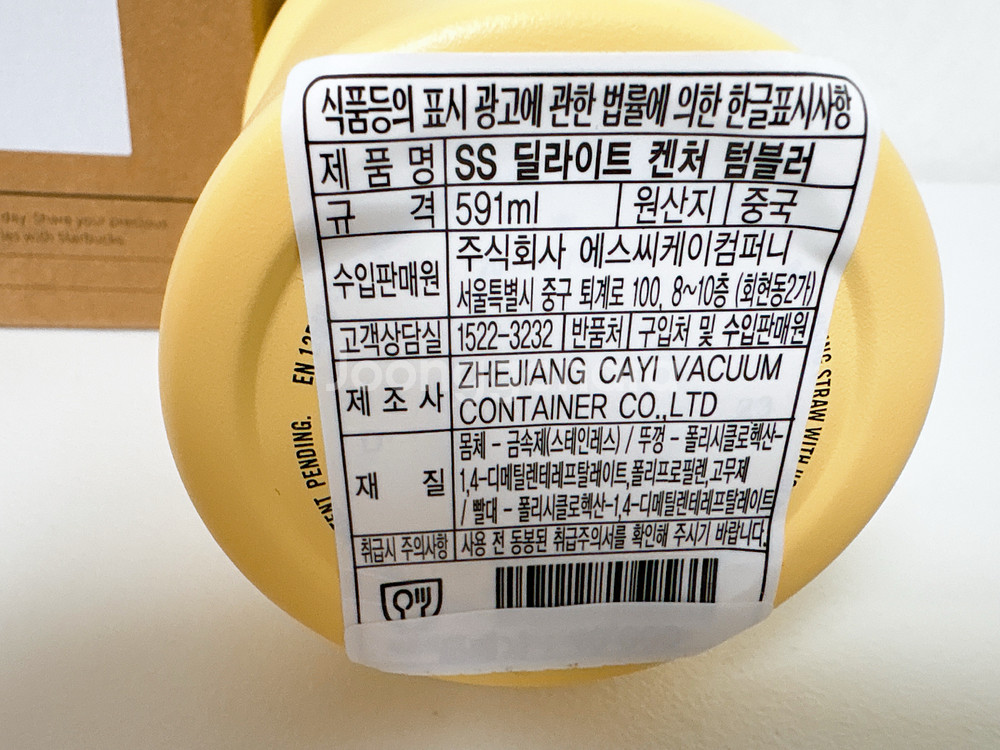 식품등의 표시 광고에 관한 법률에 의한 한글표시사항
제 품 명 SS 딜라이트 켄처 텀블러
규 격 591ml 원산지 중국
수입판매원 주식회사 에스씨케이컴퍼니
서울특별시 중구 퇴계로 100, 8~10층 (회현동2가)
고객상담실 1522-3232 반품처 구입처 및 수입판매원
제 조 사 ZHEJIANG CAYI VACUUM
CONTAINER CO.,LTD
재 질 몸체 - 금속제(스테인레스) / 뚜껑 - 폴리시클로헥산-
1,4-디메틸렌테레프탈레이트,폴리프로필렌,고무제
/ 빨대 - 폴리시클로헥산-1,4-디메틸렌테레프탈레이트
취급시 주의사항 사용 전 동봉된 취급주의서를 확인해 주시기 바랍니다.
day. Share your precious
with Starbucks.
PENDING. EN
STRAW WITH